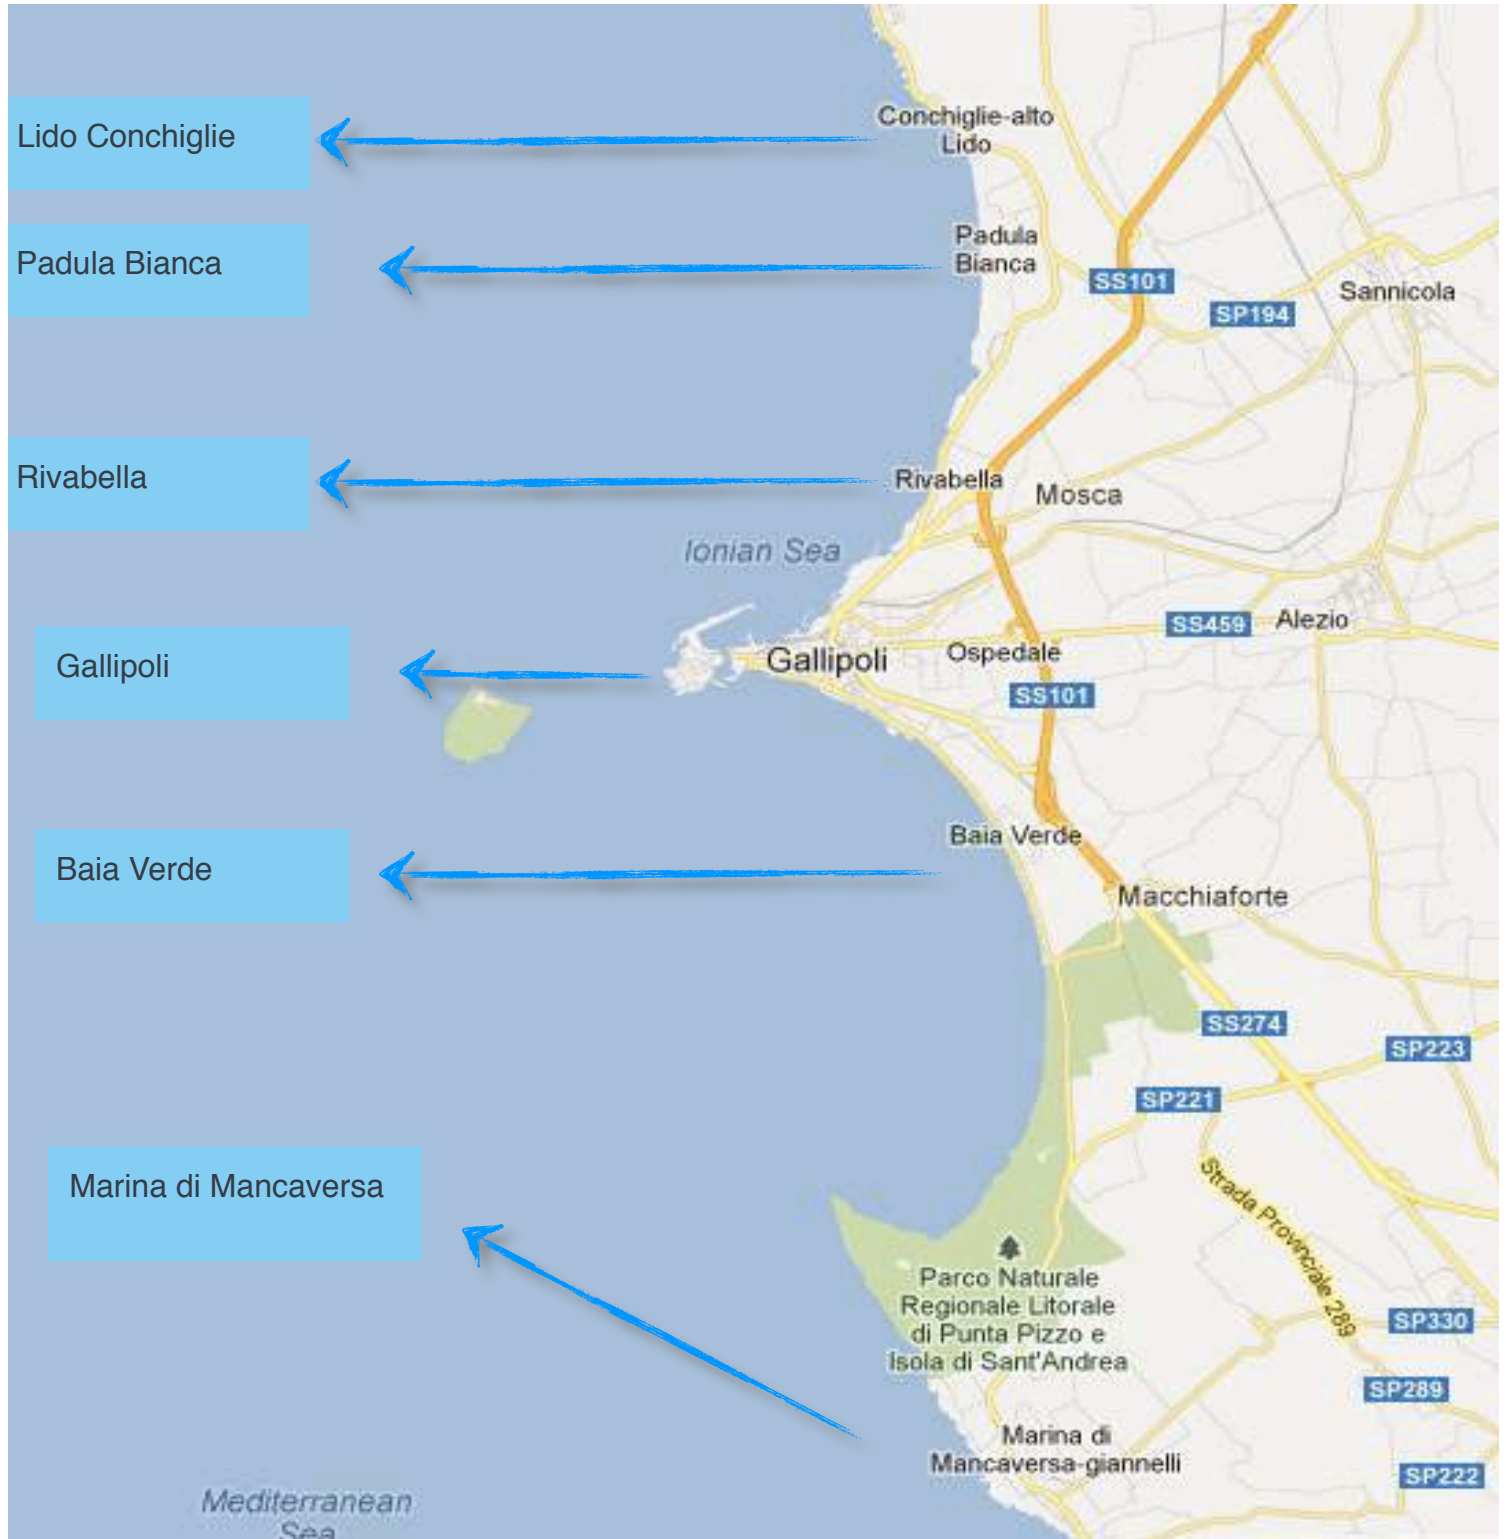 Lido Conchiglie
Conchiglie-alto
Lido
Padula Bianca
Padula
Bianca
SS101
SP194
Sannicola
Rivabella
Rivabella
Mosca
Ionian Sea
SS459
Alezio
Gallipoli
Gallipoli
Ospedale
SS101
Baia Verde
Baia Verde
Macchiaforte
SS274
SP223
SP221
Marina di Mancaversa
Strada Provinciale 289
Parco Naturale
Regionale Litorale
di Punta Pizzo e
Isola di Sant'Andrea
SP330
SP289
Marina di
Mancaversa-giannelli
SP222
Mediterranean
Sea